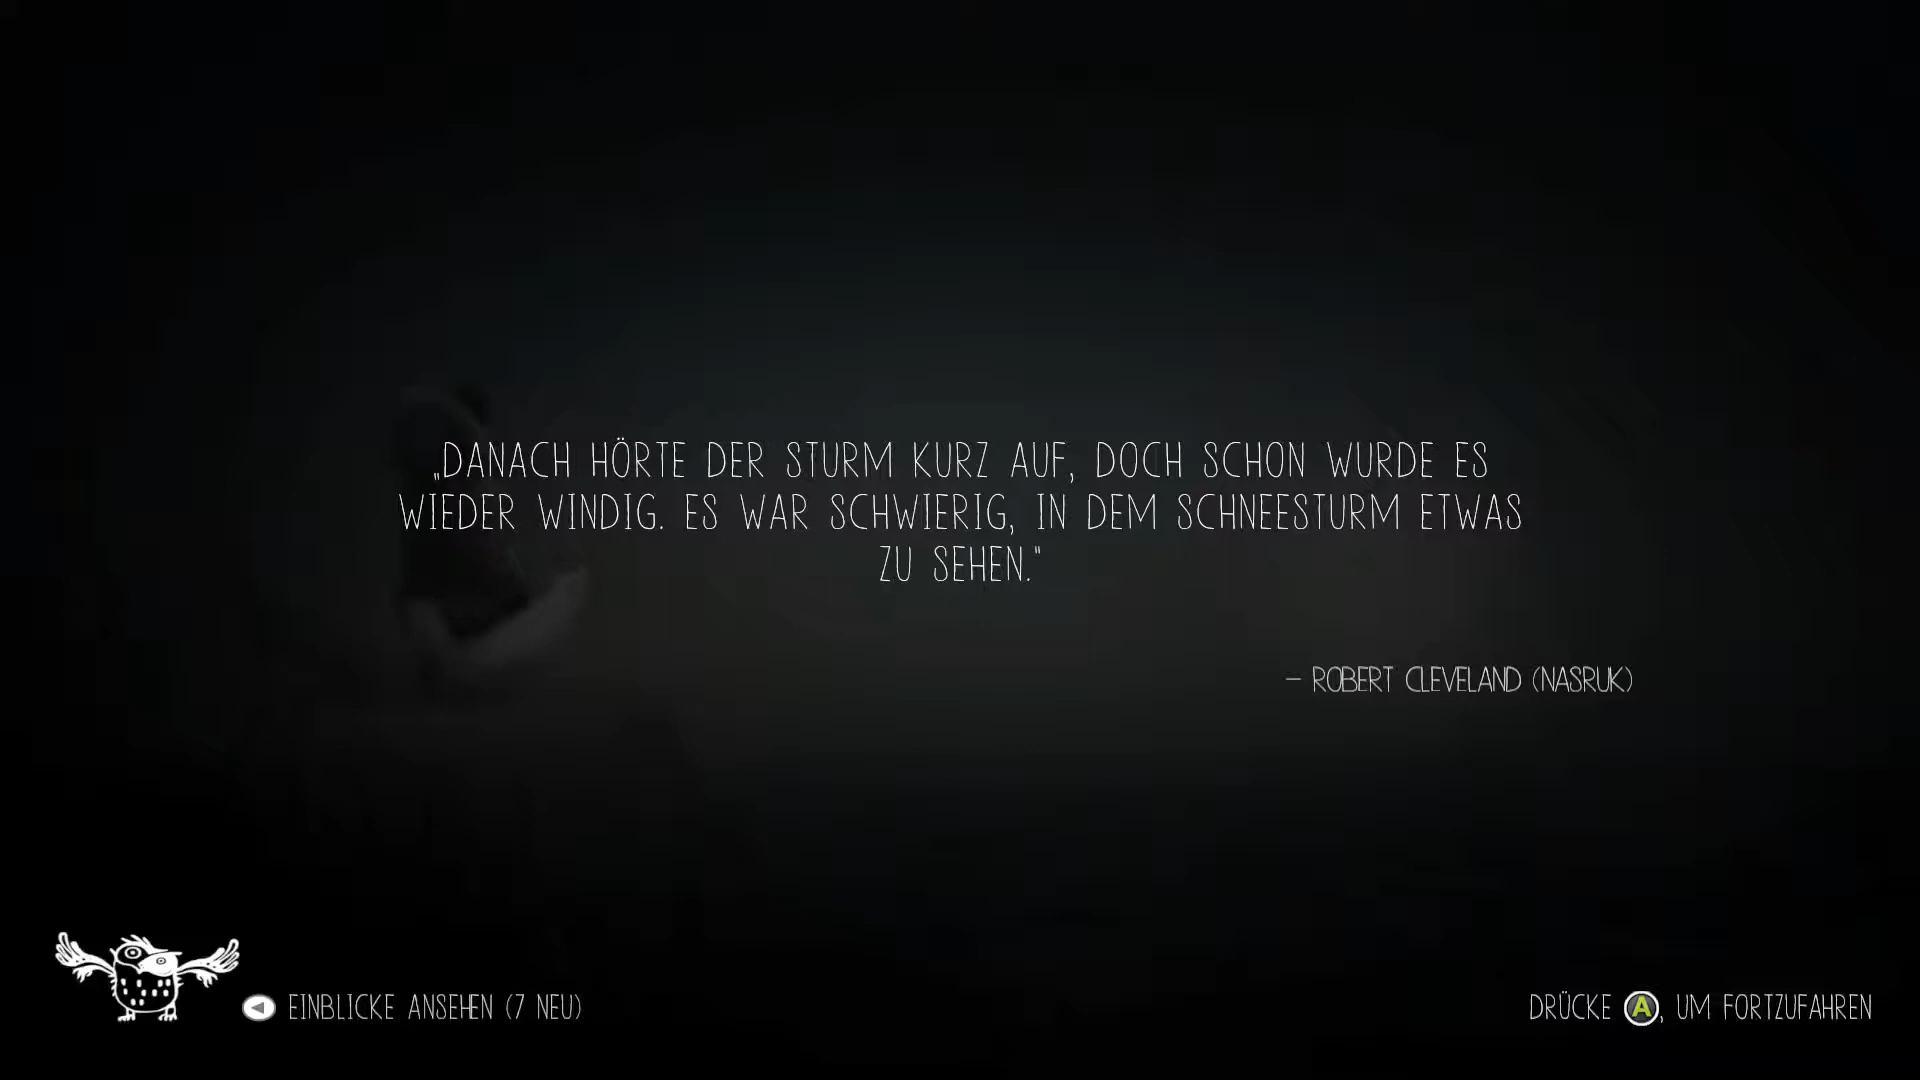 „DANACH HÖRTE DER STURM KURZ AUF, DOCH SCHON WURDE ES
WIEDER WINDIG. ES WAR SCHWIERIG, IN DEM SCHNEESTURM ETWAS
ZU SEHEN."
– ROBERT CLEVELAND (NASRUK)
EINBLICKE ANSEHEN (7 NEU)
DRÜCKE A, UM FORTZUFAHREN